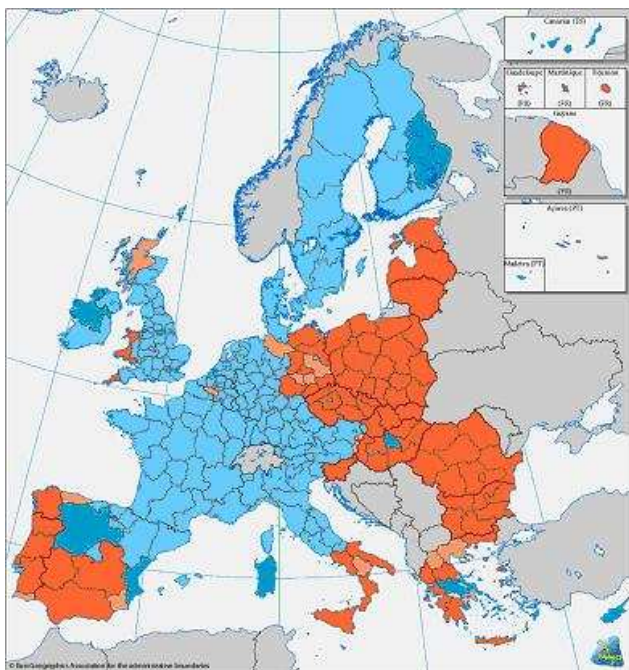 Canarias (ES)
Guadeloupe Martinique Réunion
(FR) (FR) (FR)
Guyane
(FR)
Açores (PT)
Madeira (PT)
© EuroGeographics Association for the administrative boundaries